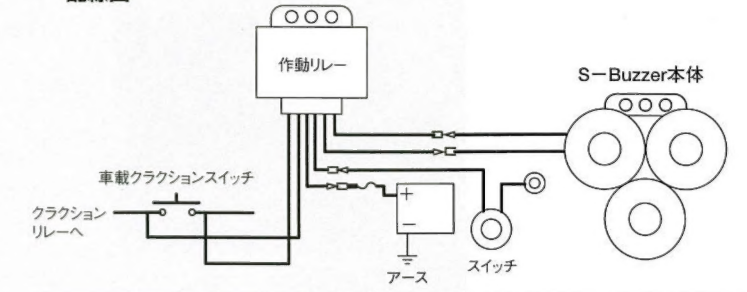 作動リレー
S－Buzzer本体
車載クラクションスイッチ
クラクション
リレーへ
＋
－
アース
スイッチ